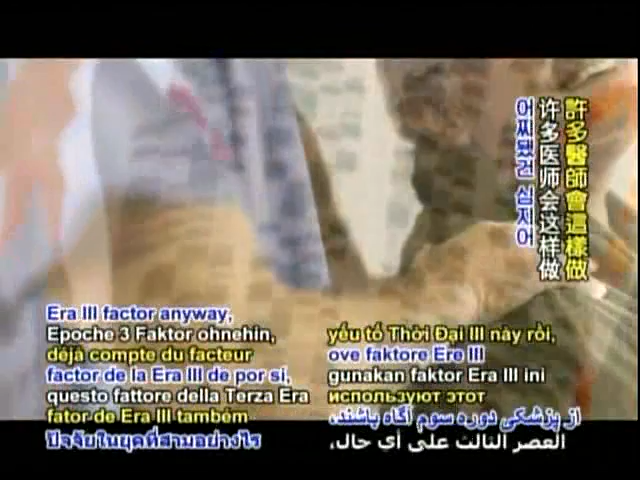 許多醫師會這樣做
许多医师会这样做
어찌됐건 심지어
Era III factor anyway,
Epoche 3 Faktor ohnehin,
déjà compte du facteur
factor de la Era III de por sí,
questo fattore della Terza Era
fator de Era III também
ปัจจัยในยุคที่สามอย่างไร
yếu tố Thời Đại III này rồi,
ove faktore Ere III
gunakan faktor Era III ini
используют этот
از پزشکی دوره سوم آگاه باشند،
العصر الثالث على أي حال،